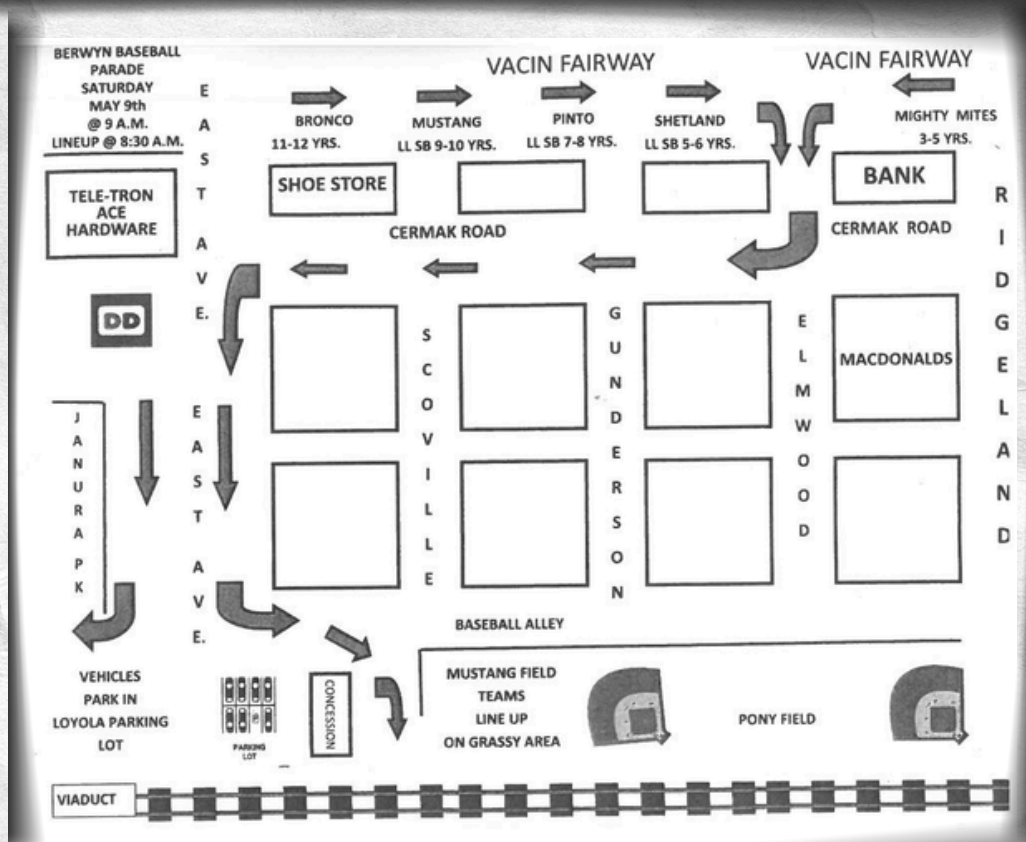 BERWYN BASEBALL
PARADE
SATURDAY
MAY 9th
@ 9 A.M.
LINEUP @ 8:30 A.M.
VACIN FAIRWAY
VACIN FAIRWAY
BRONCO
11-12 YRS.
MUSTANG
LL SB 9-10 YRS.
PINTO
LL SB 7-8 YRS.
SHETLAND
LL SB 5-6 YRS.
MIGHTY MITES
3-5 YRS.
EAST AVE.
TELE-TRON
ACE
HARDWARE
SHOE STORE
BANK
CERMAK ROAD
CERMAK ROAD
RIDGELAND
DD
SCOVILLE
GUNDERSON
ELMWOOD
MACDONALDS
JANURA PK
EAST AVE.
BASEBALL ALLEY
VEHICLES
PARK IN
LOYOLA PARKING
LOT
PARKING
LOT
CONCESSION
MUSTANG FIELD
TEAMS
LINE UP
ON GRASSY AREA
PONY FIELD
VIADUCT